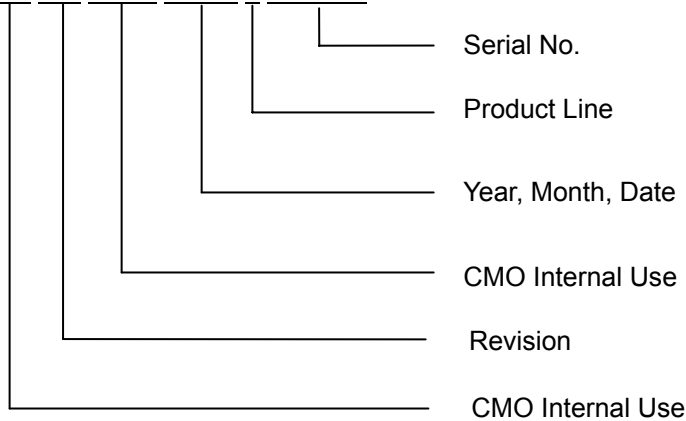 Serial No.
Product Line
Year, Month, Date
CMO Internal Use
Revision
CMO Internal Use